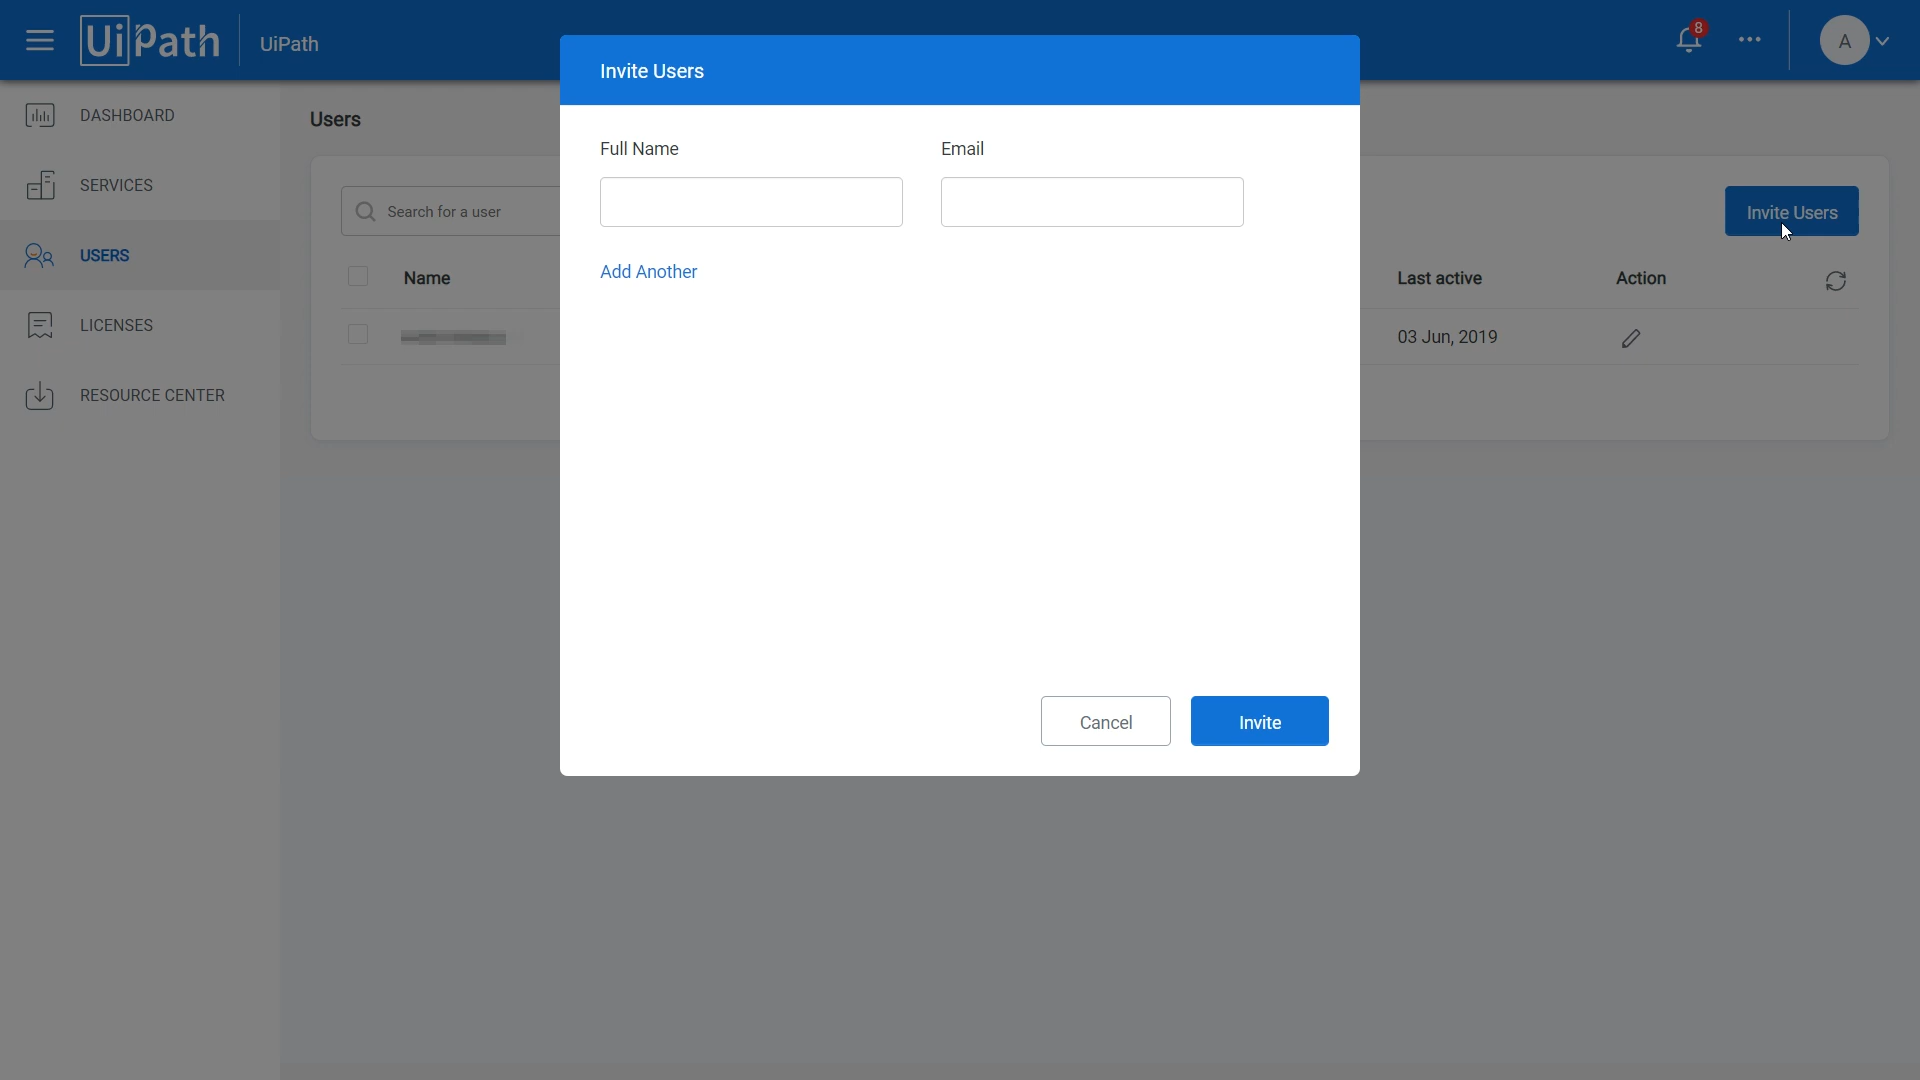 UiPath
UiPath
8
A
Invite Users
DASHBOARD
SERVICES
USERS
LICENSES
RESOURCE CENTER
Users
Search for a user
Invite Users
Name
Last active
Action
03 Jun, 2019
Full Name
Email
Add Another
Cancel
Invite